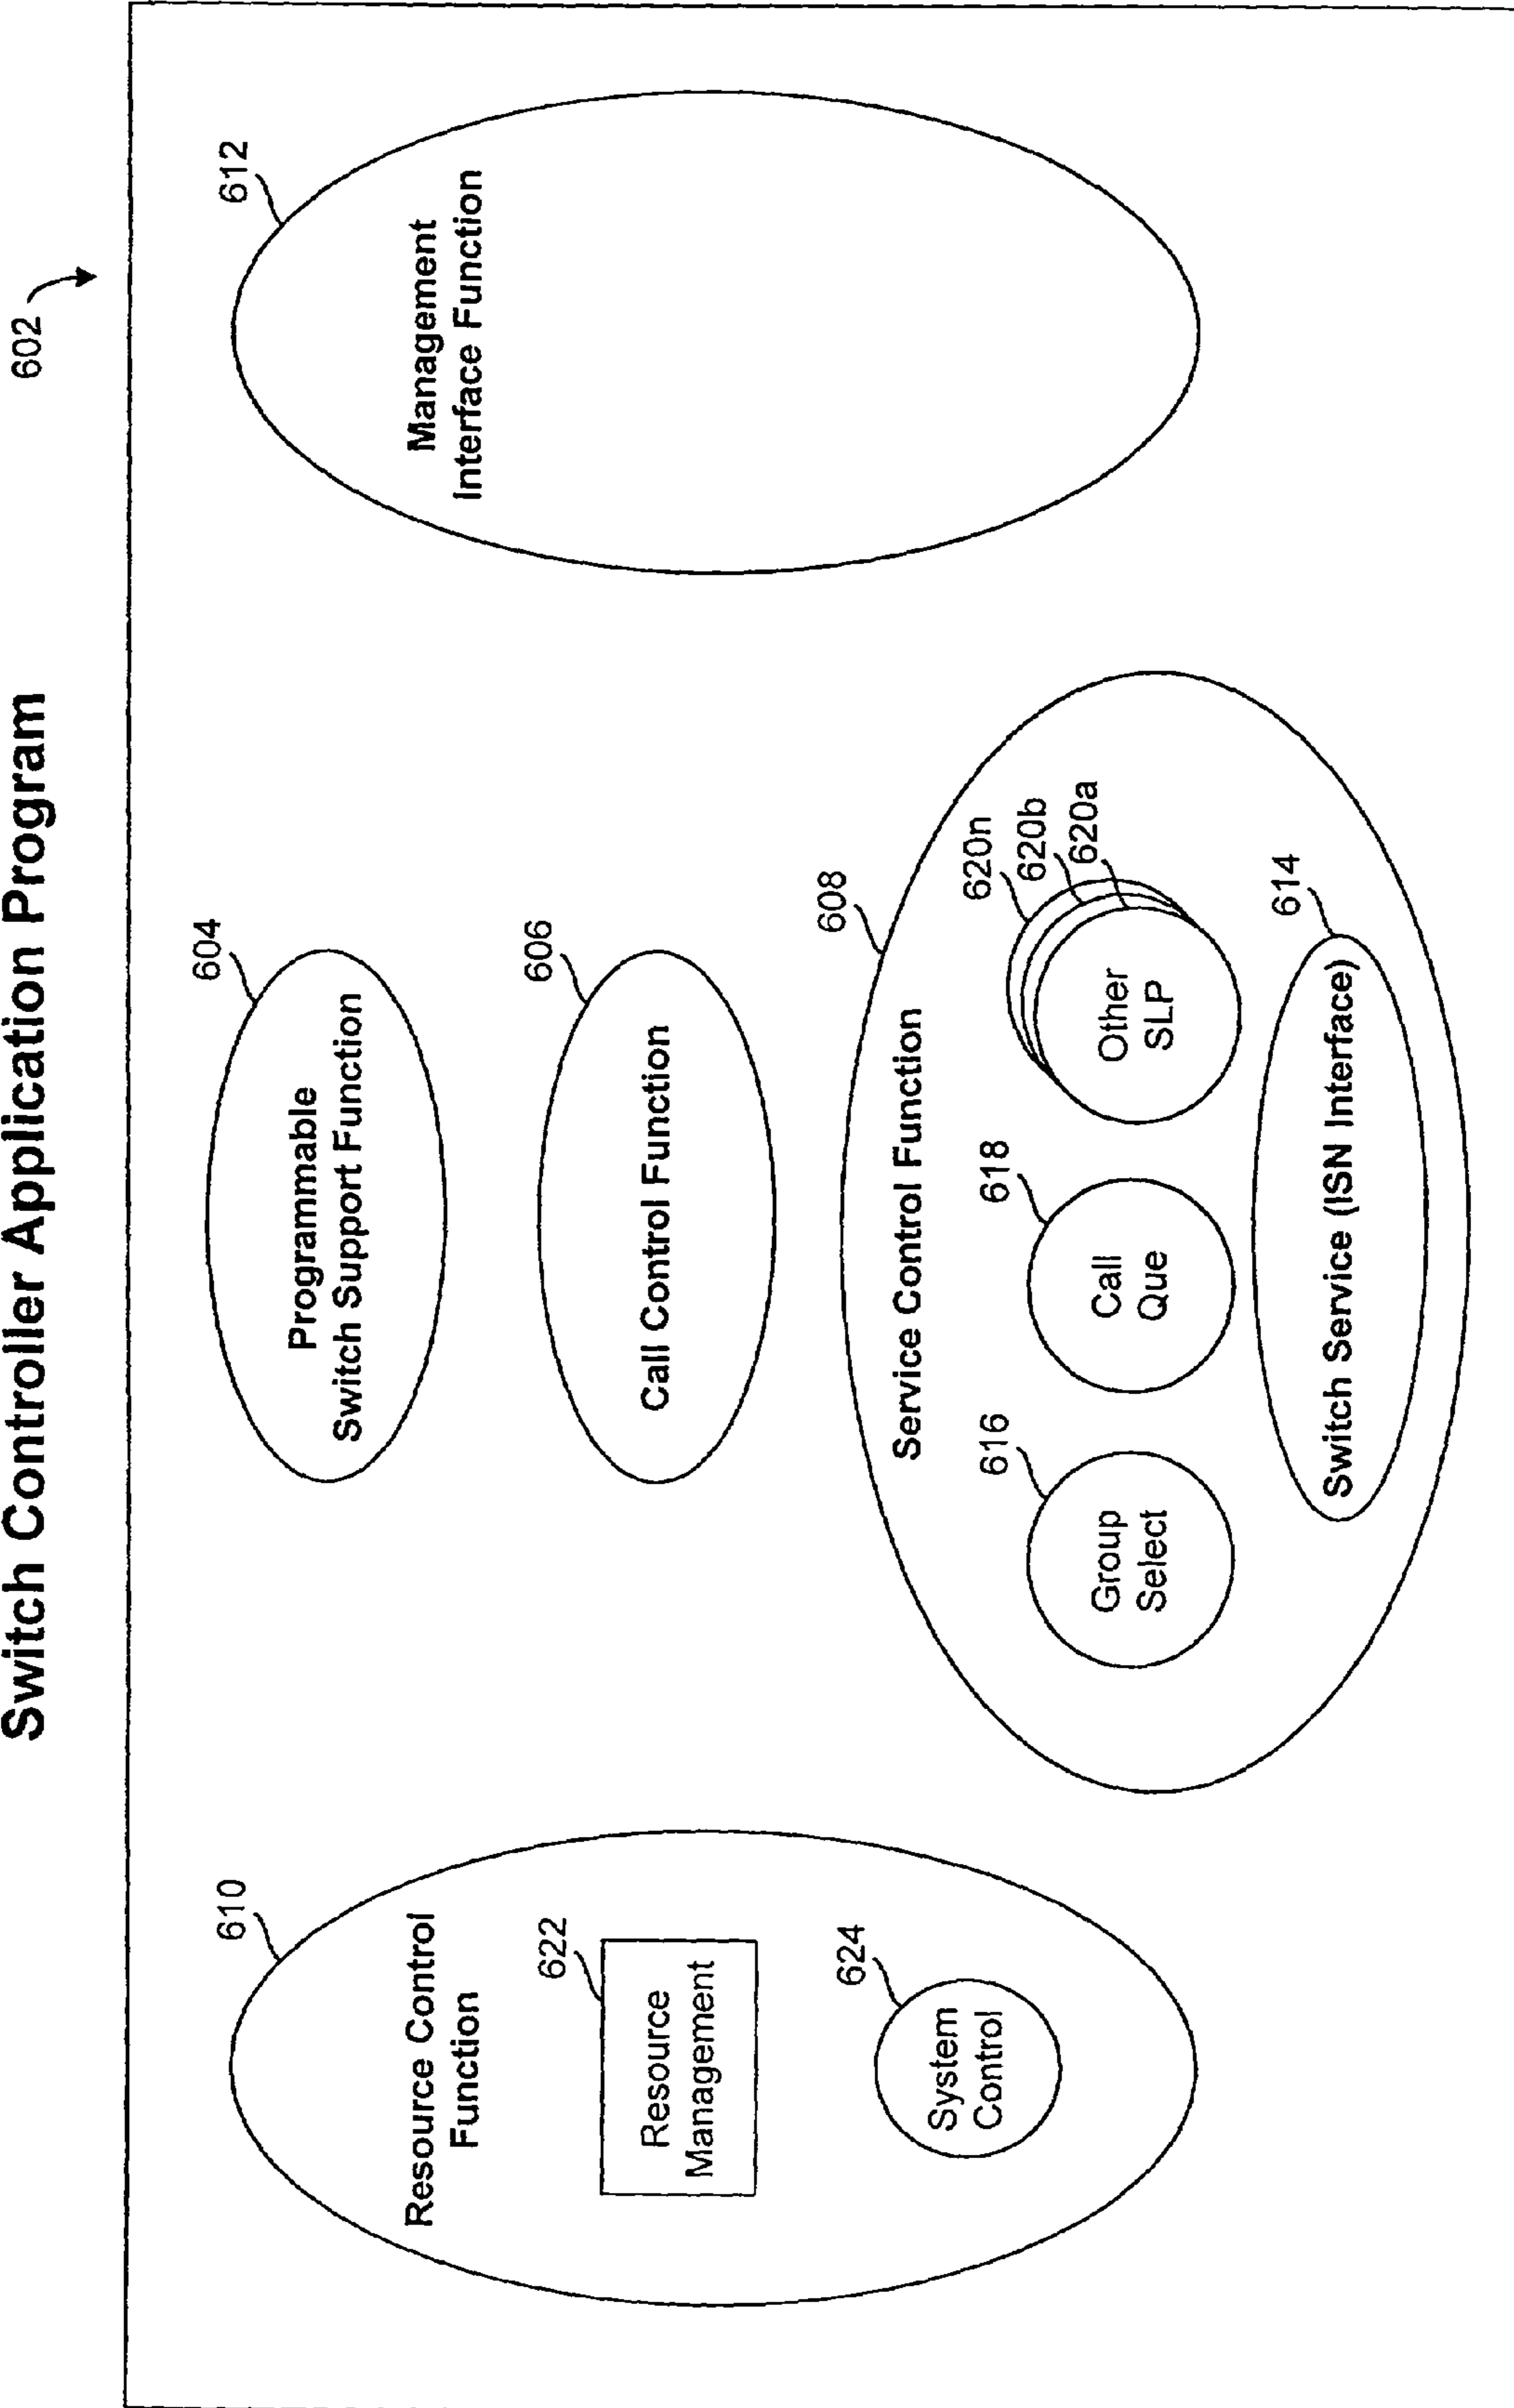 Switch Controller Application Program
602
604
Programmable
Switch Support Function
606
Call Control Function
608
Service Control Function
616
Group
Select
618
Call
Que
620n
620b
620a
Other
SLP
614
Switch Service (ISN Interface)
610
Resource Control
Function
622
Resource
Management
624
System
Control
612
Management
Interface Function